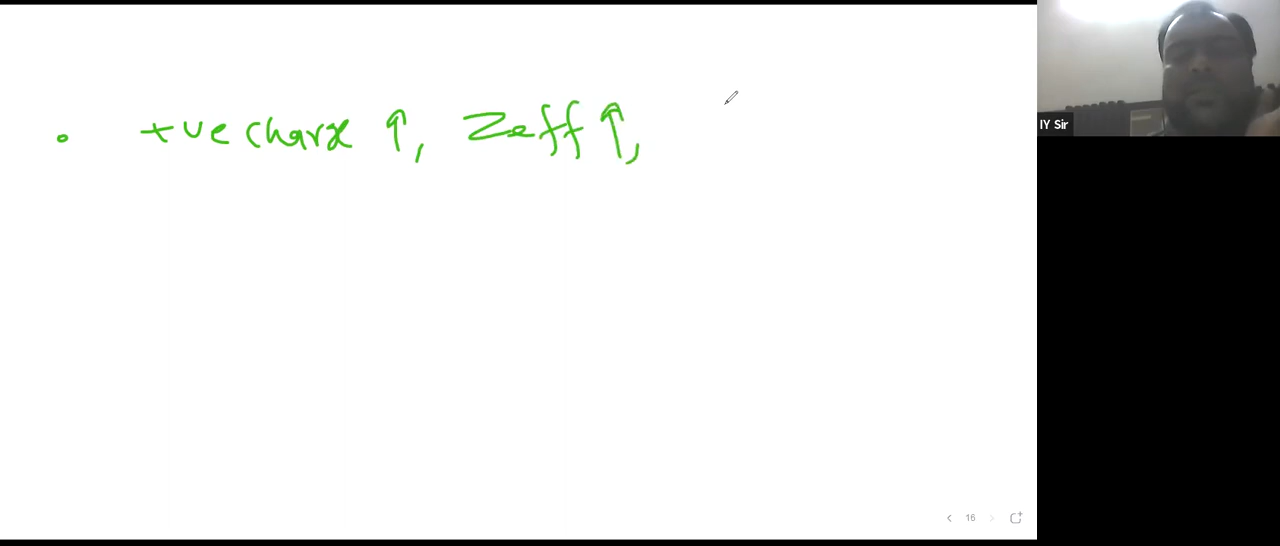 • +ve charge ↑, Zeff ↑,
IY Sir
16